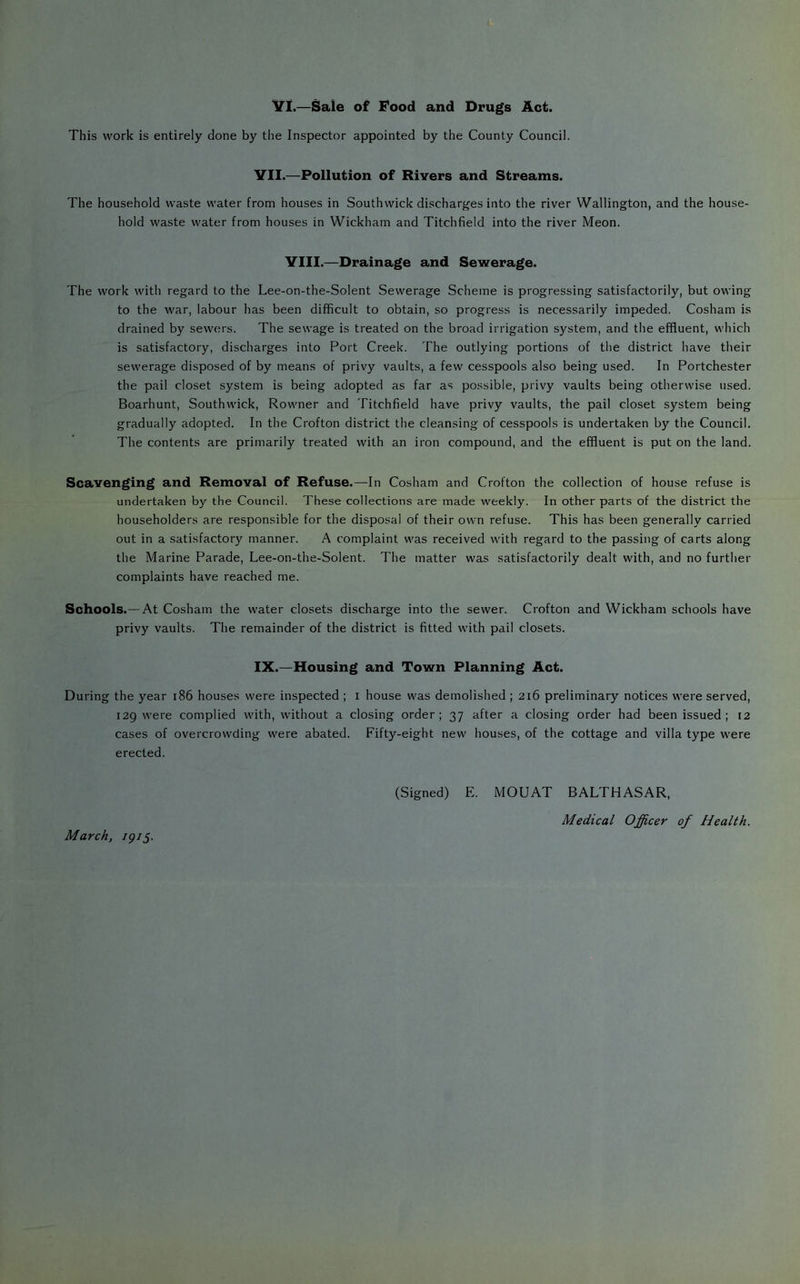 VI.—Sale of Food and Drugs Act.
This work is entirely done by the Inspector appointed by the County Council.
VII.—Pollution of Rivers and Streams.
The household waste water from houses in Southwick discharges into the river Wallington, and the house-
hold waste water from houses in Wickham and Titchfield into the river Meon.
VIII.—Drainage and Sewerage.
The work with regard to the Lee-on-the-Solent Sewerage Scheme is progressing satisfactorily, but owing
to the war, labour has been difficult to obtain, so progress is necessarily impeded. Cosham is
drained by sewers. The sewage is treated on the broad irrigation system, and the effluent, which
is satisfactory, discharges into Port Creek. The outlying portions of the district have their
sewerage disposed of by means of privy vaults, a few cesspools also being used. In Portchester
the pail closet system is being adopted as far as possible, privy vaults being otherwise used.
Boarhunt, Southwick, Rowner and Titchfield have privy vaults, the pail closet system being
gradually adopted. In the Crofton district the cleansing of cesspools is undertaken by the Council.
The contents are primarily treated with an iron compound, and the effluent is put on the land.
Scavenging and Removal of Refuse.—In Cosham and Crofton the collection of house refuse is
undertaken by the Council. These collections are made weekly. In other parts of the district the
householders are responsible for the disposal of their own refuse. This has been generally carried
out in a satisfactory manner. A complaint was received with regard to the passing of carts along
the Marine Parade, Lee-on-the-Solent. The matter was satisfactorily dealt with, and no further
complaints have reached me.
Schools.—At Cosham the water closets discharge into the sewer. Crofton and Wickham schools have
privy vaults. The remainder of the district is fitted with pail closets.
IX.—Housing and Town Planning Act.
During the year 186 houses were inspected ; 1 house was demolished ; 216 preliminary notices were served,
129 were complied with, without a closing order ; 37 after a closing order had been issued ; 12
cases of overcrowding were abated. Fifty-eight new houses, of the cottage and villa type were
erected.
(Signed) E. MOUAT BALTHASAR,
Medical Officer of Health.
March, 1915.